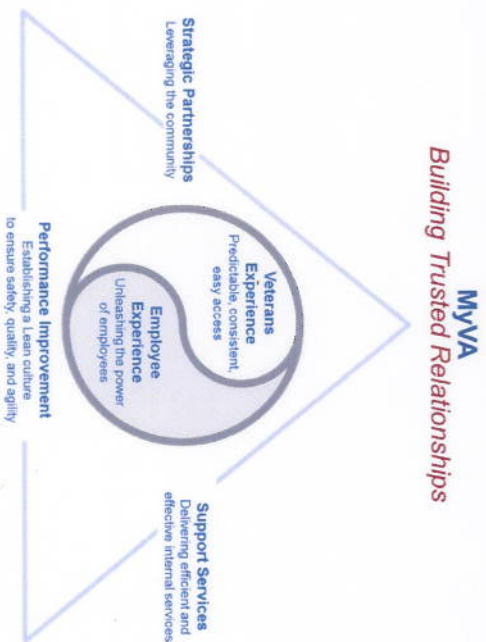 MyVA
Building Trusted Relationships
Strategic Partnerships
Leveraging the community
Veterans
Experience
Predictable, consistent,
easy access
Employee
Experience
Unleashing the power
of employees
Support Services
Delivering efficient and
effective internal services
Performance Improvement
Establishing a Lean culture
to ensure safety, quality, and agility